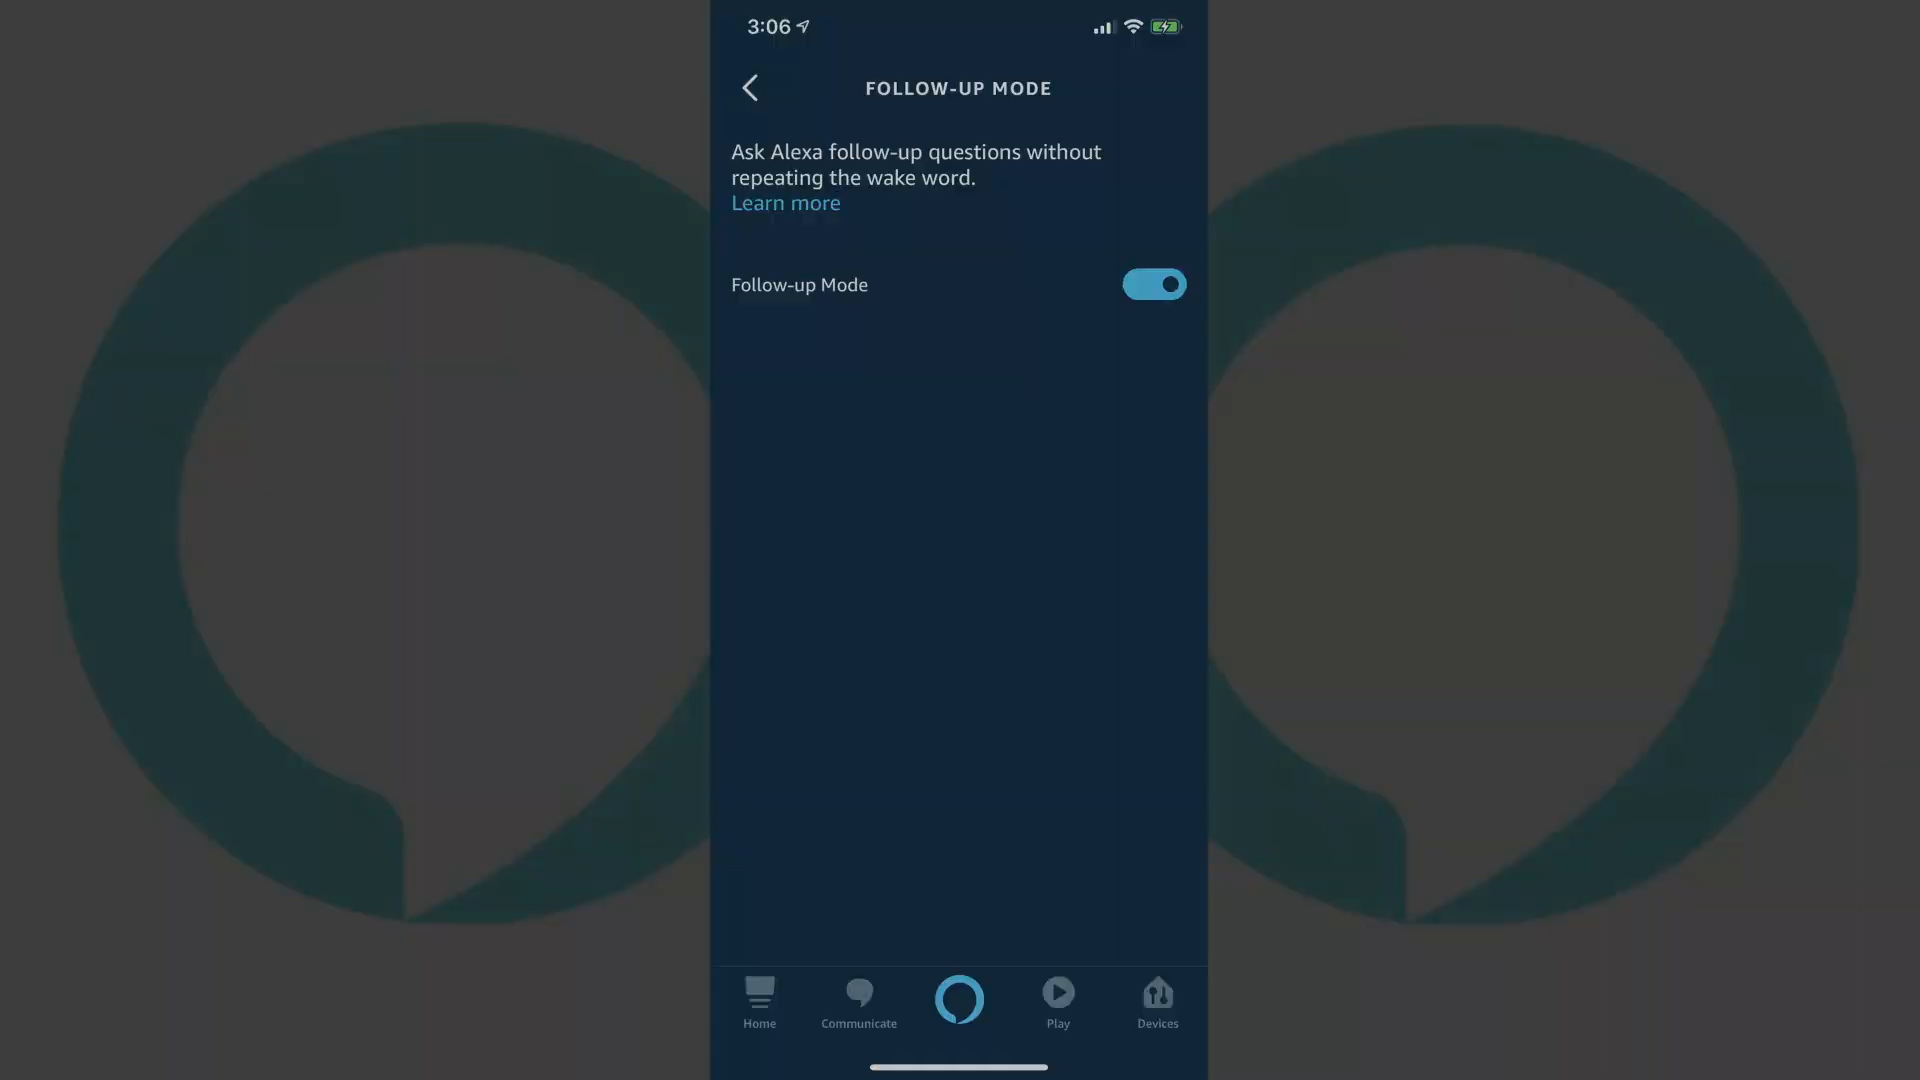 3:06
FOLLOW-UP MODE
Ask Alexa follow-up questions without
repeating the wake word.
Learn more
Follow-up Mode
Home
Communicate
Play
Devices